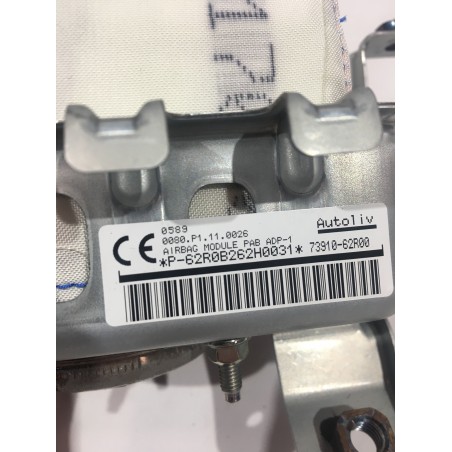 CE
0589
0080.P1.11.0026
AIRBAG MODULE PAB ADP-1
*P-62R0B262H0031*
Autoliv
73910-62R00